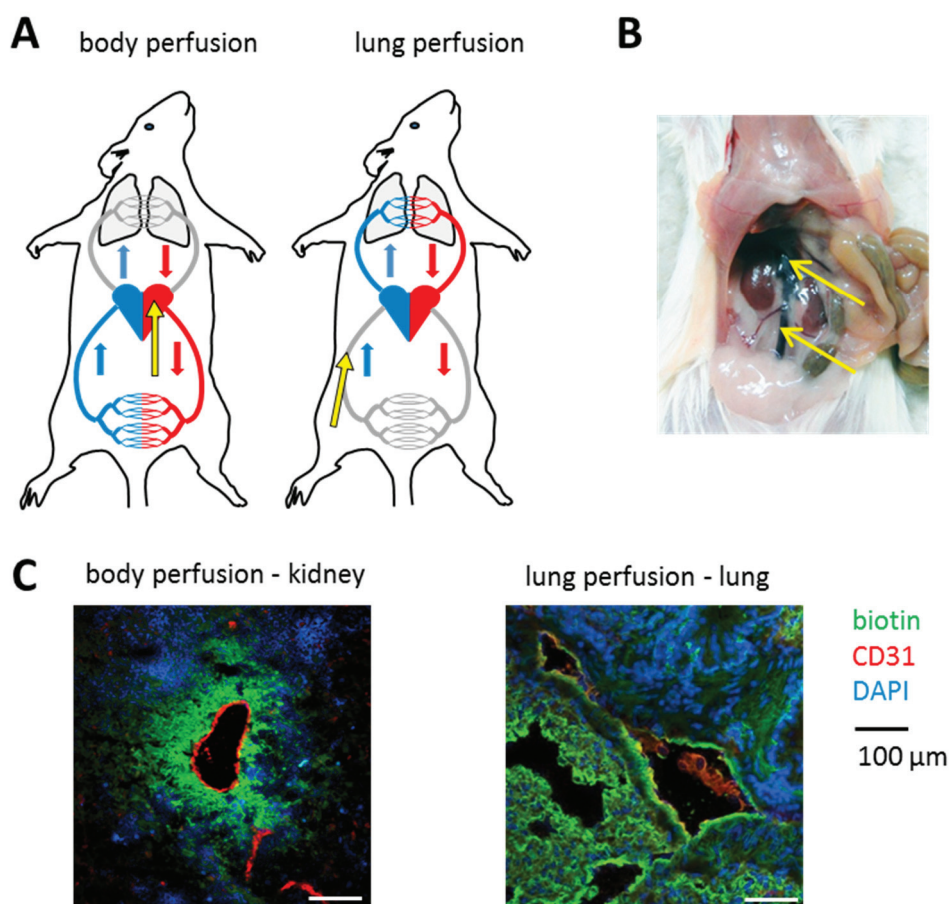 A
body perfusion
lung perfusion
B
C
body perfusion - kidney
lung perfusion - lung
biotin
CD31
DAPI
100 µm